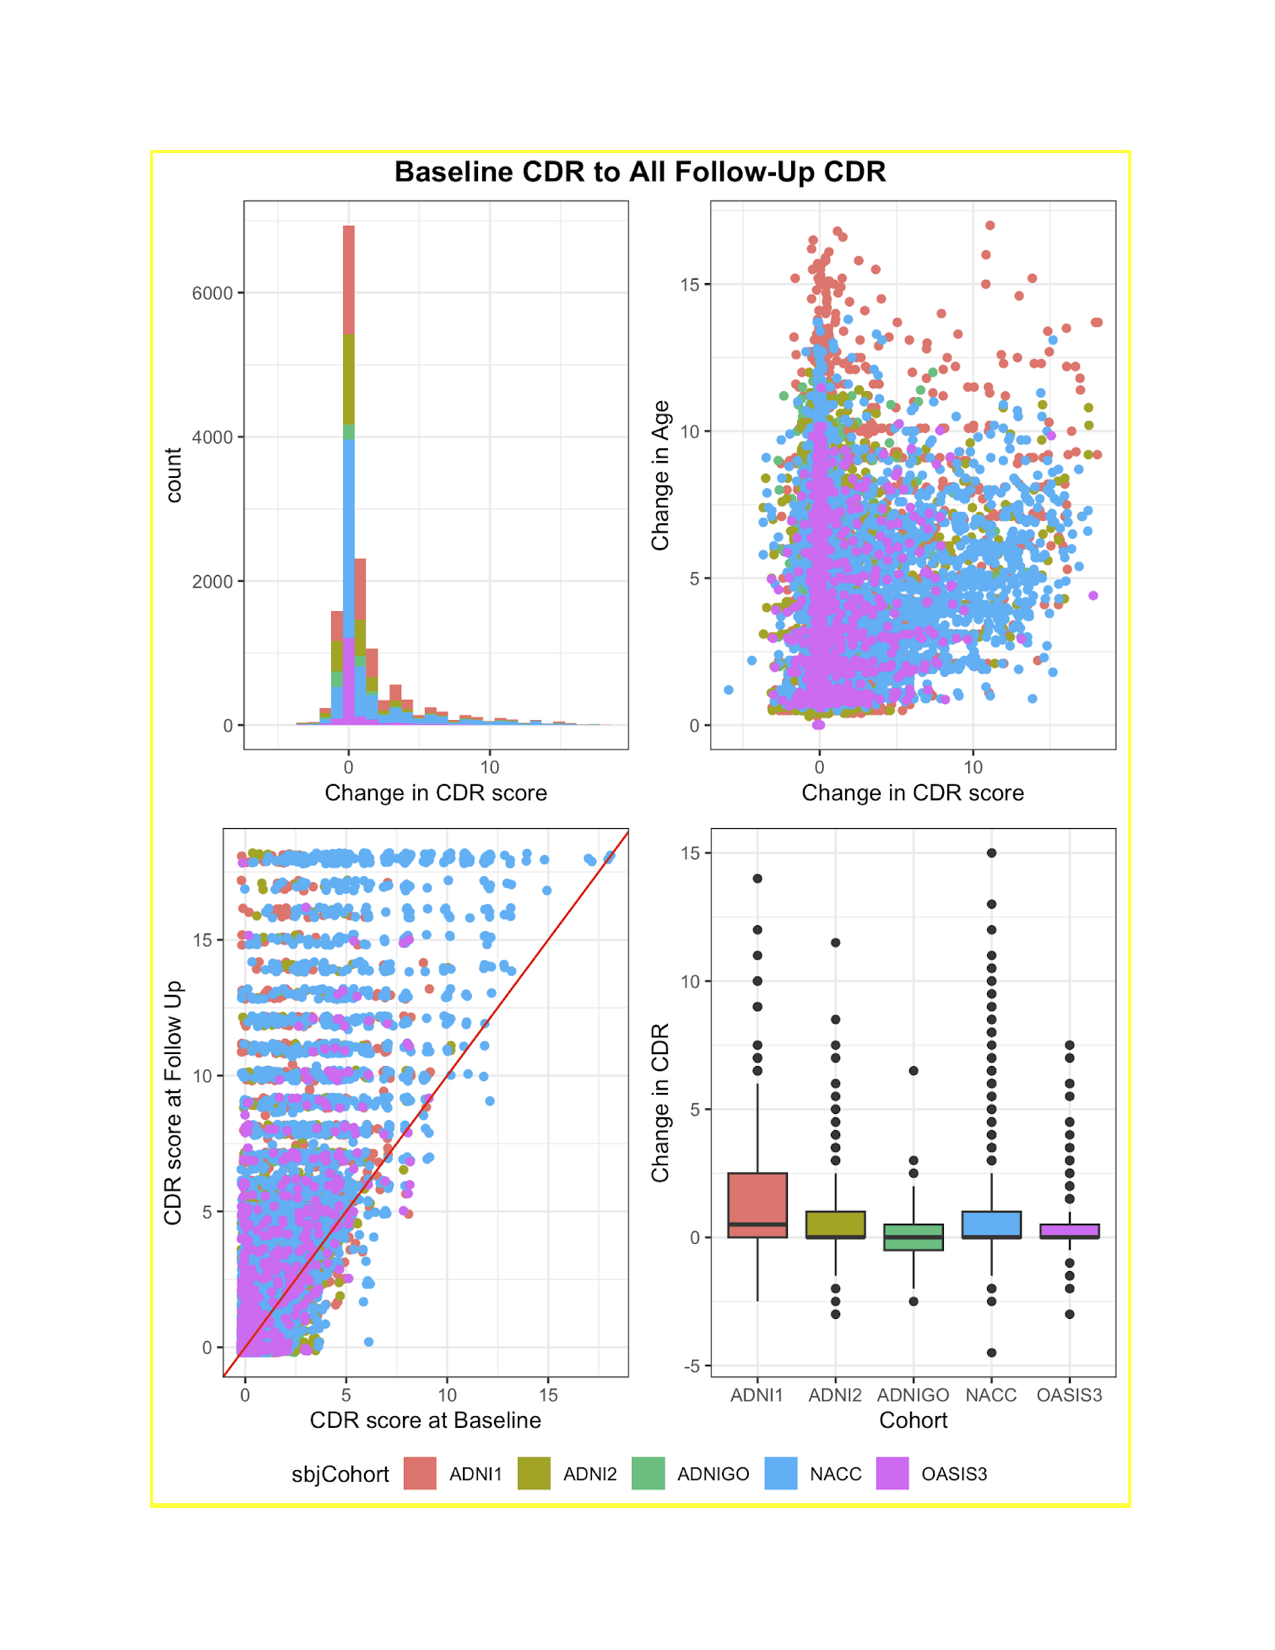 Baseline CDR to All Follow-Up CDR
count
6000
4000
2000
0
0 10
Change in CDR score
Change in Age
15
10
5
0
0 10
Change in CDR score
CDR score at Follow Up
15
10
5
0
0 5 10 15
CDR score at Baseline
Change in CDR
15
10
5
0
-5
ADNI1 ADNI2 ADNIGO NACC OASIS3
Cohort
sbjCohort ADNI1 ADNI2 ADNIGO NACC OASIS3